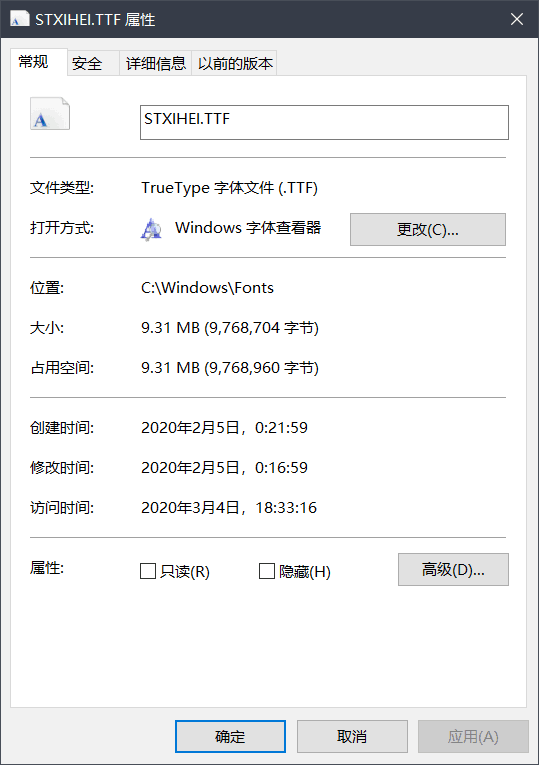 STXIHEI.TTF 属性
常规 安全 详细信息 以前的版本
STXIHEI.TTF
文件类型: TrueType 字体文件 (.TTF)
打开方式: Windows 字体查看器 更改(C)...
位置: C:\Windows\Fonts
大小: 9.31 MB (9,768,704 字节)
占用空间: 9.31 MB (9,768,960 字节)
创建时间: 2020年2月5日，0:21:59
修改时间: 2020年2月5日，0:16:59
访问时间: 2020年3月4日，18:33:16
属性: 只读(R) 隐藏(H) 高级(D)...
确定 取消 应用(A)